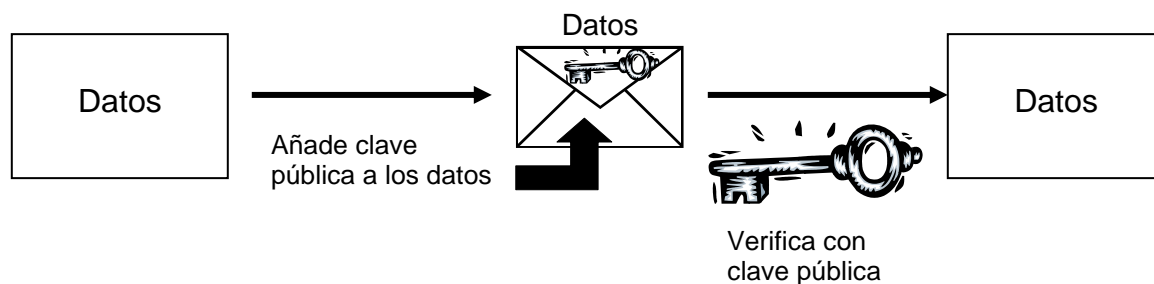 Datos
Datos
Datos
Añade clave
pública a los datos
Verifica con
clave pública